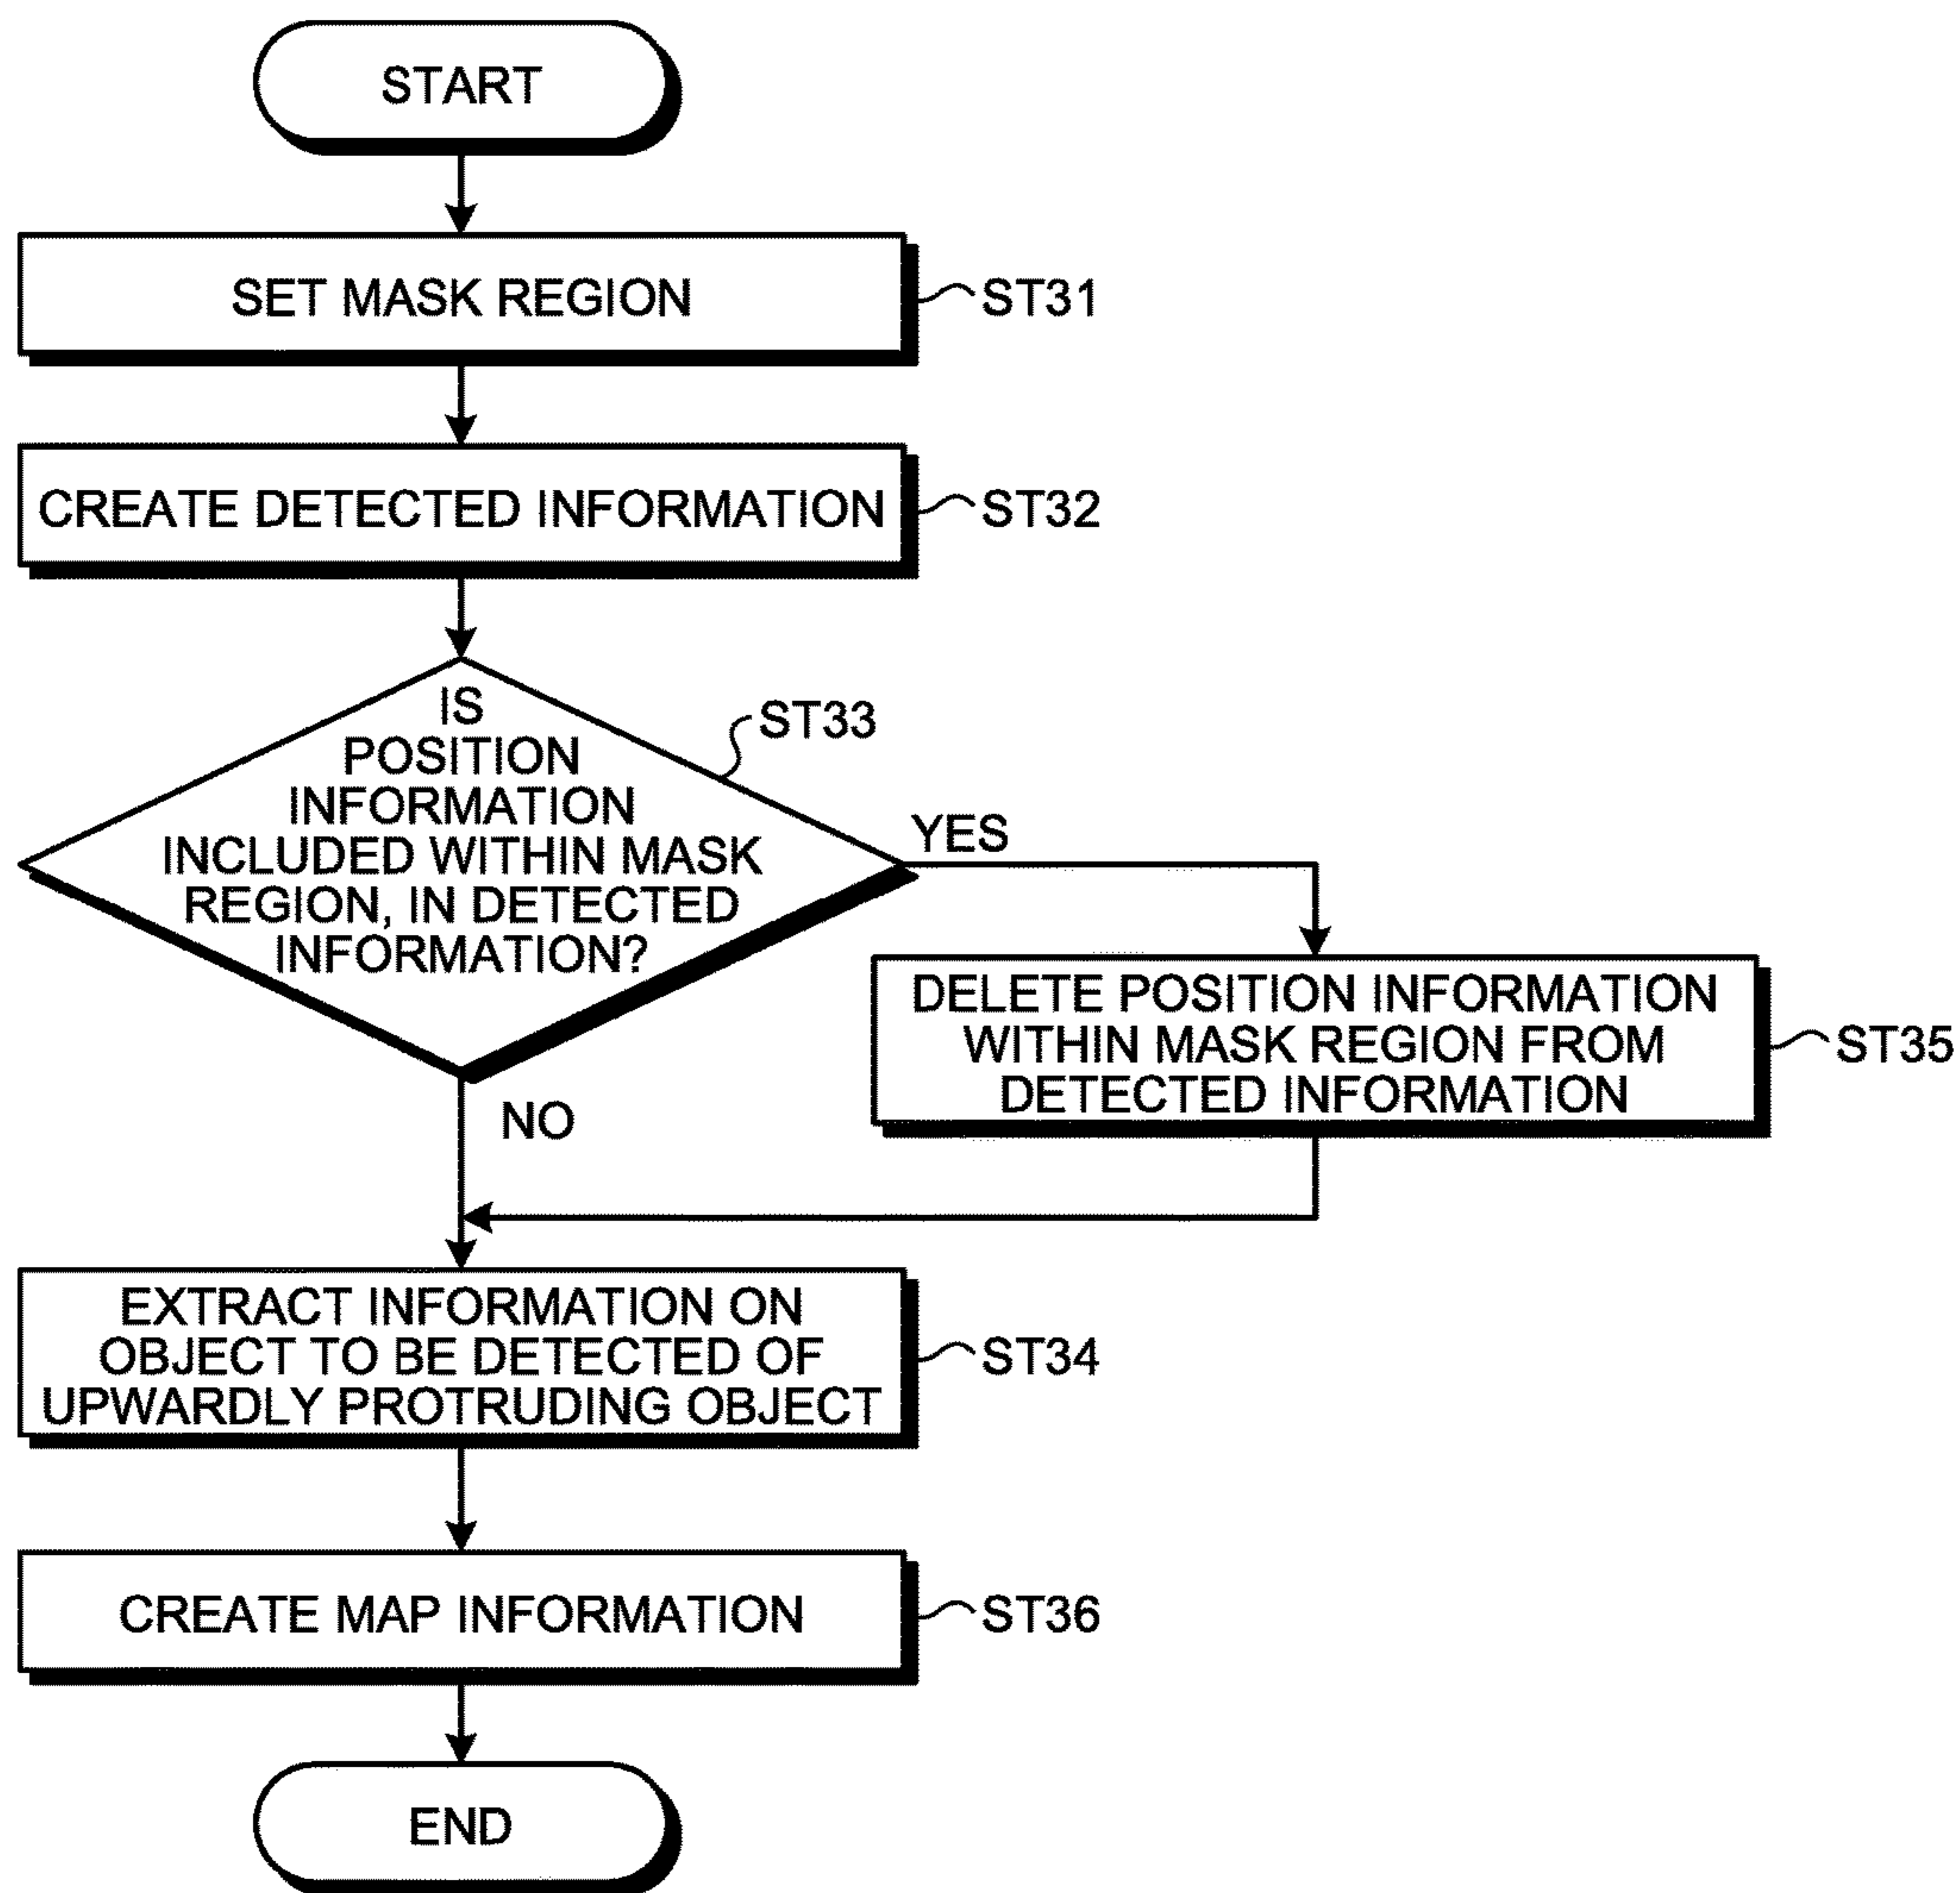 START
SET MASK REGION
ST31
CREATE DETECTED INFORMATION
ST32
IS
POSITION
INFORMATION
INCLUDED WITHIN MASK
REGION, IN DETECTED
INFORMATION?
ST33
YES
NO
DELETE POSITION INFORMATION
WITHIN MASK REGION FROM
DETECTED INFORMATION
ST35
EXTRACT INFORMATION ON
OBJECT TO BE DETECTED OF
UPWARDLY PROTRUDING OBJECT
ST34
CREATE MAP INFORMATION
ST36
END